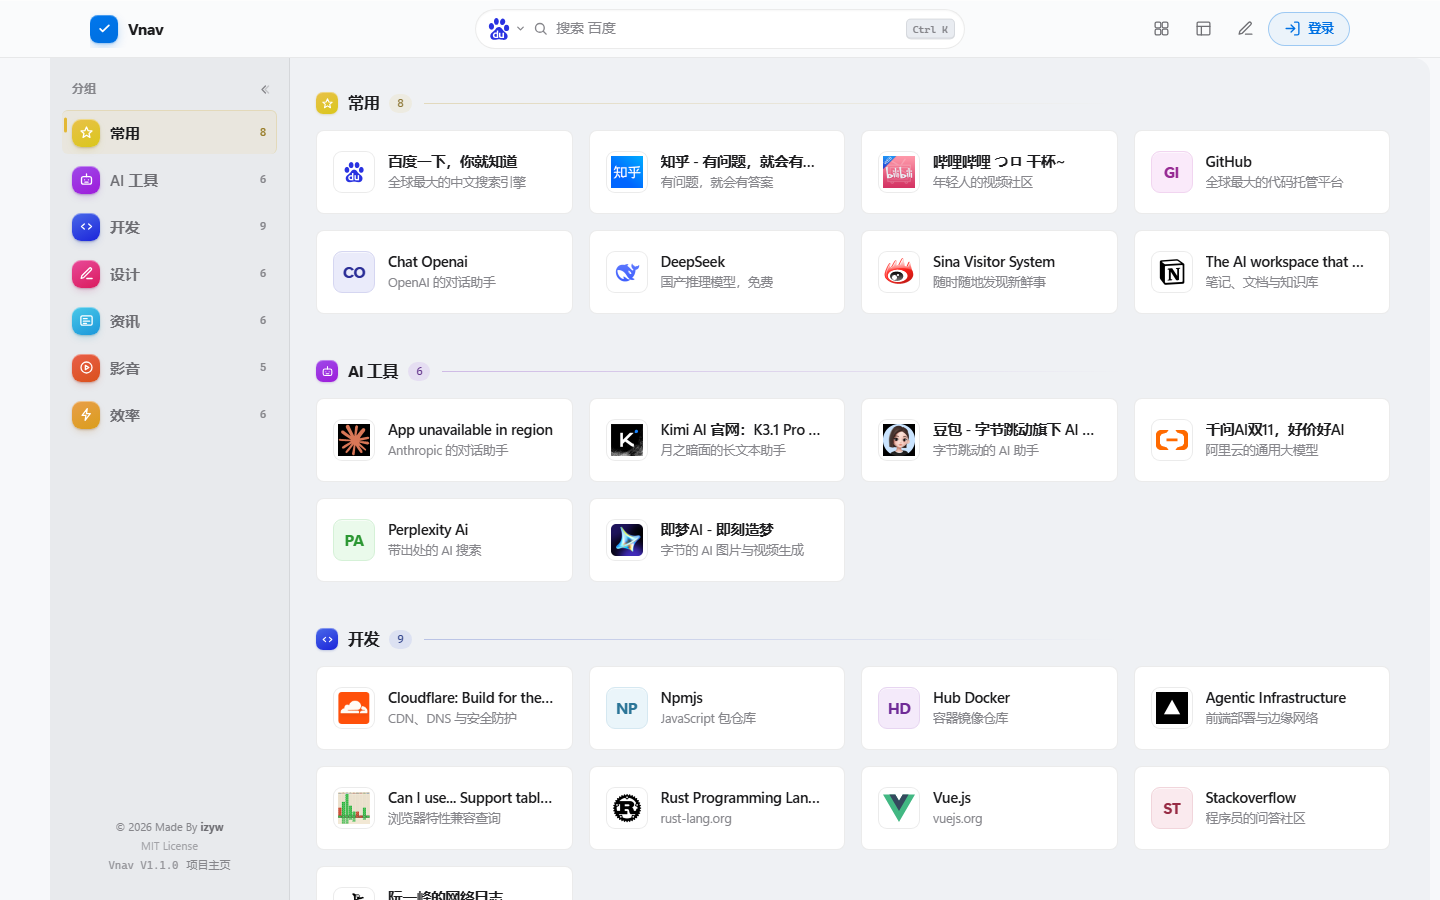 Vnav
搜索 百度
Ctrl K
登录
分组
常用 8
AI 工具 6
开发 9
设计 6
资讯 6
影音 5
效率 6
© 2026 Made By izyw
MIT License
Vnav V1.1.0 项目主页
常用 8
du
百度一下，你就知道
全球最大的中文搜索引擎
知乎
知乎 - 有问题，就会有...
有问题，就会有答案
bilibili
哔哩哔哩 つロ 干杯~
年轻人的视频社区
GI
GitHub
全球最大的代码托管平台
CO
Chat Openai
OpenAI 的对话助手
DeepSeek
国产推理模型，免费
Sina Visitor System
随时随地发现新鲜事
The AI workspace that ...
笔记、文档与知识库
AI 工具 6
App unavailable in region
Anthropic 的对话助手
Kimi AI 官网：K3.1 Pro ...
月之暗面的长文本助手
豆包 - 字节跳动旗下 AI ...
字节跳动的 AI 助手
千问AI双11，好价好AI
阿里云的通用大模型
PA
Perplexity Ai
带出处的 AI 搜索
即梦AI - 即刻造梦
字节的 AI 图片与视频生成
开发 9
Cloudflare: Build for the...
CDN、DNS 与安全防护
NP
Npmjs
JavaScript 包仓库
HD
Hub Docker
容器镜像仓库
Agentic Infrastructure
前端部署与边缘网络
Can I use... Support tabl...
浏览器特性兼容查询
Rust Programming Lan...
rust-lang.org
Vue.js
vuejs.org
ST
Stackoverflow
程序员的问答社区
阮一峰的网络日志